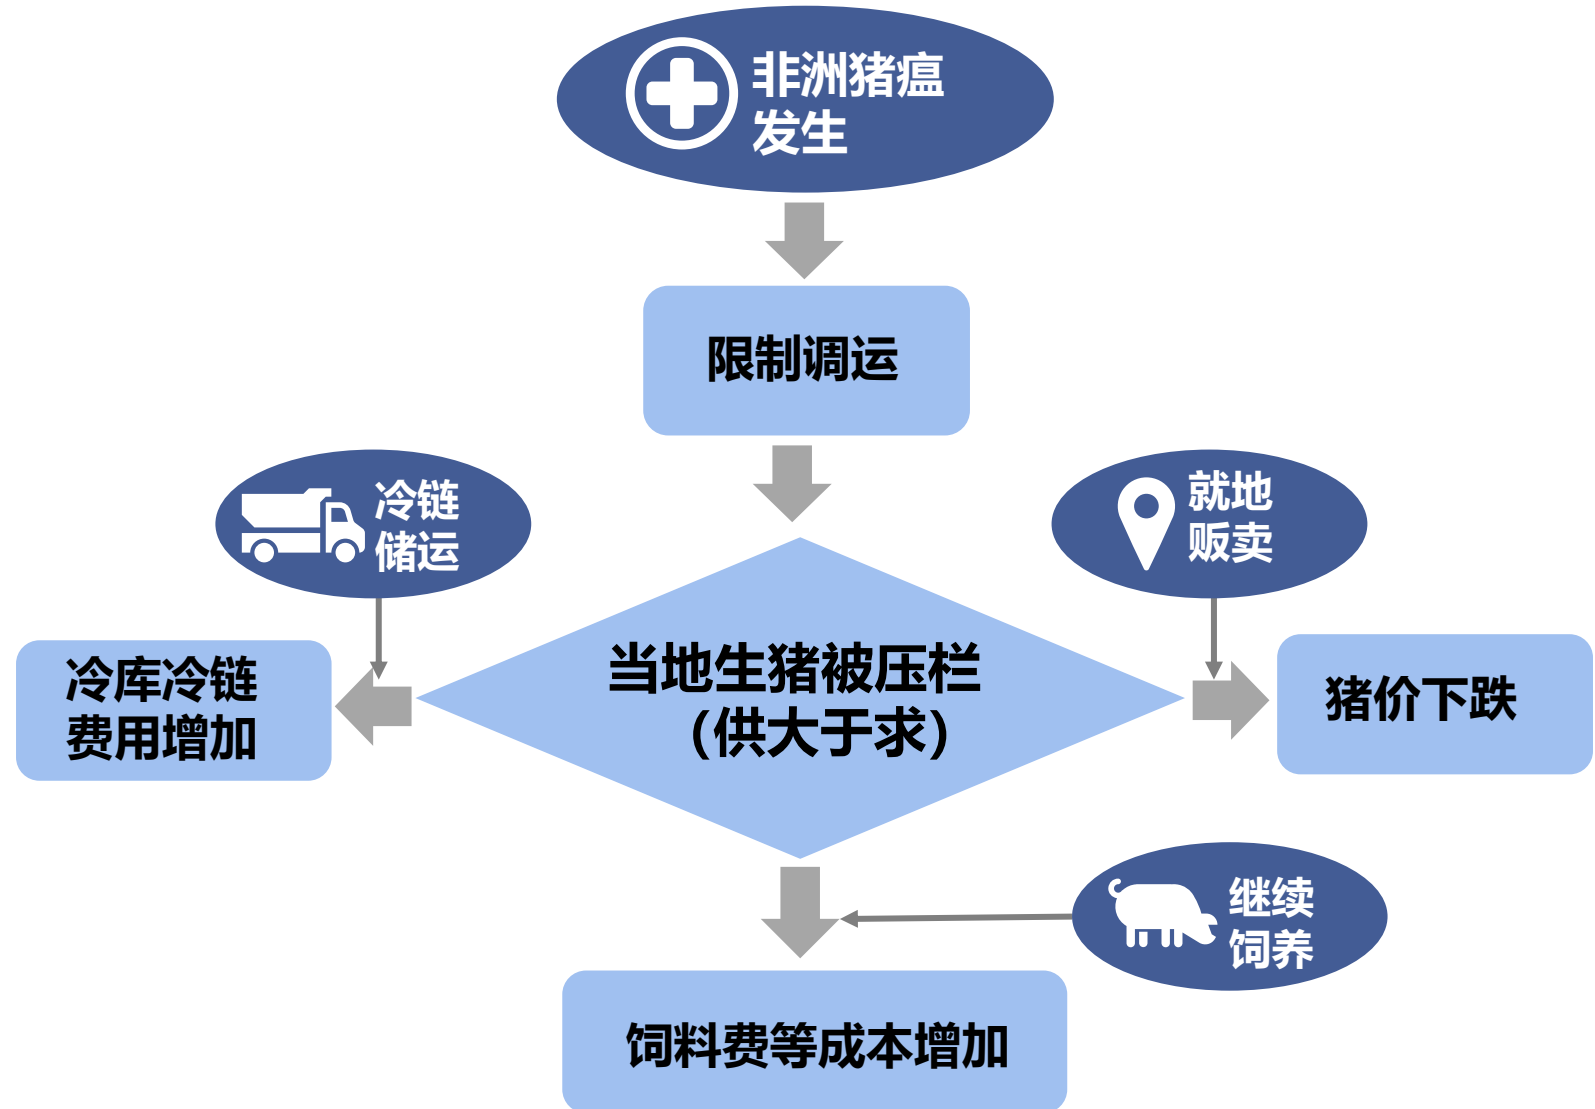 非洲猪瘟
发生
限制调运
冷链
储运
就地
贩卖
当地生猪被压栏
（供大于求）
冷库冷链
费用增加
猪价下跌
继续
饲养
饲料费等成本增加